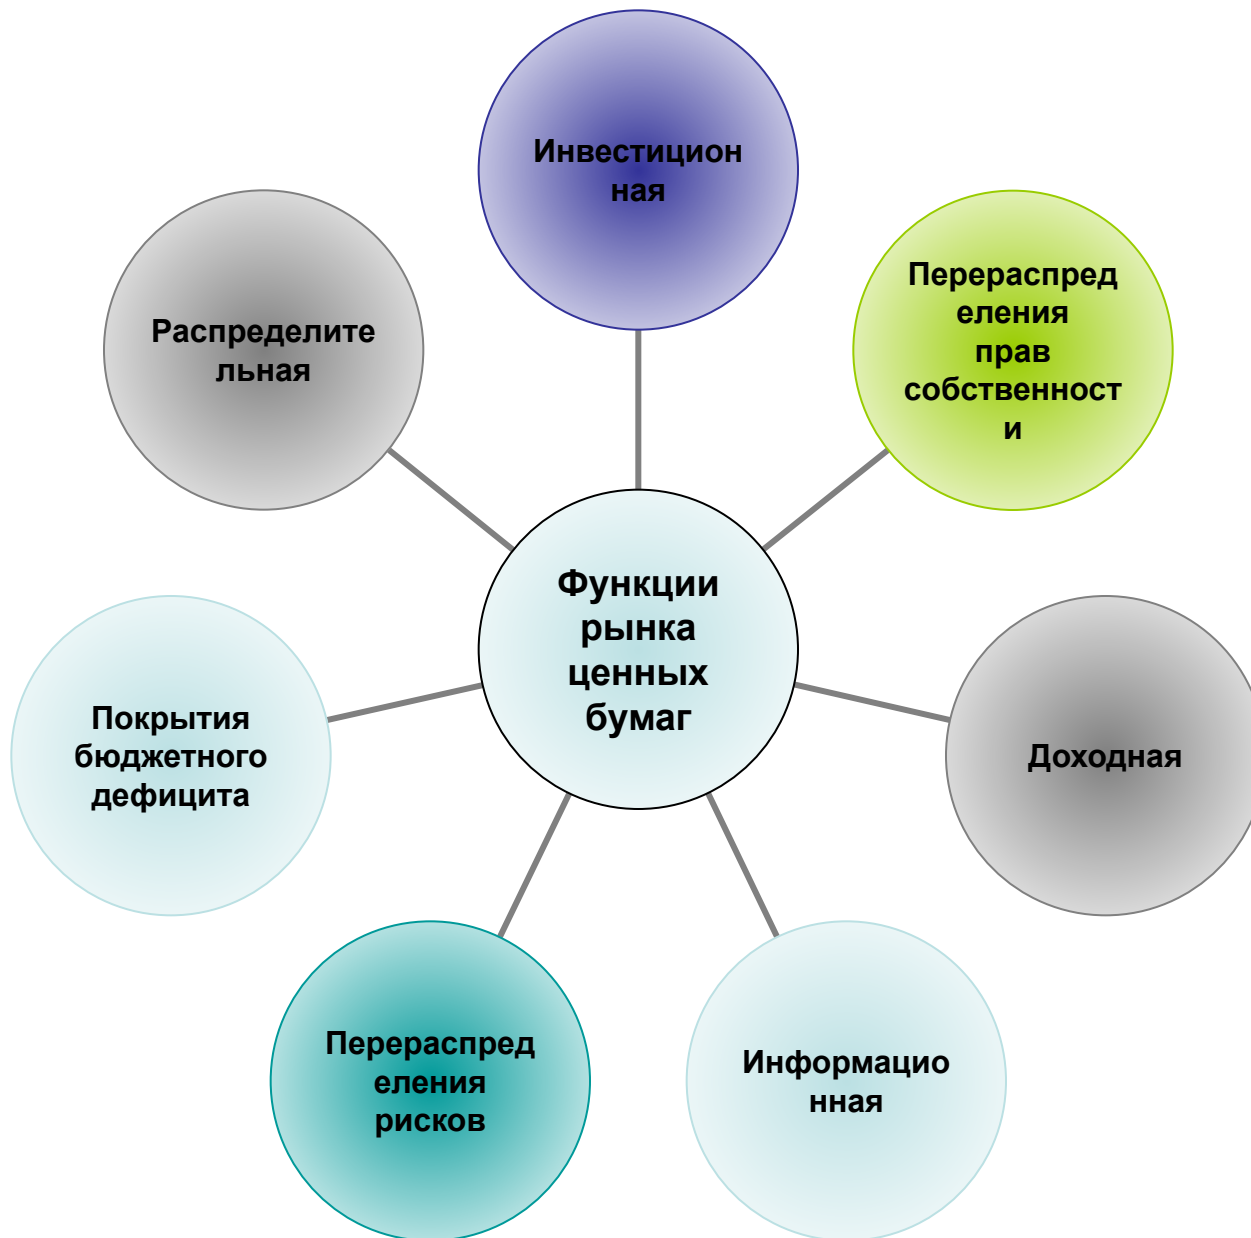 Инвестицион
ная
Перераспред
еления
прав
собственност
и
Доходная
Информацио
нная
Перераспред
еления
рисков
Покрытия
бюджетного
дефицита
Распределите
льная
Функции
рынка
ценных
бумаг